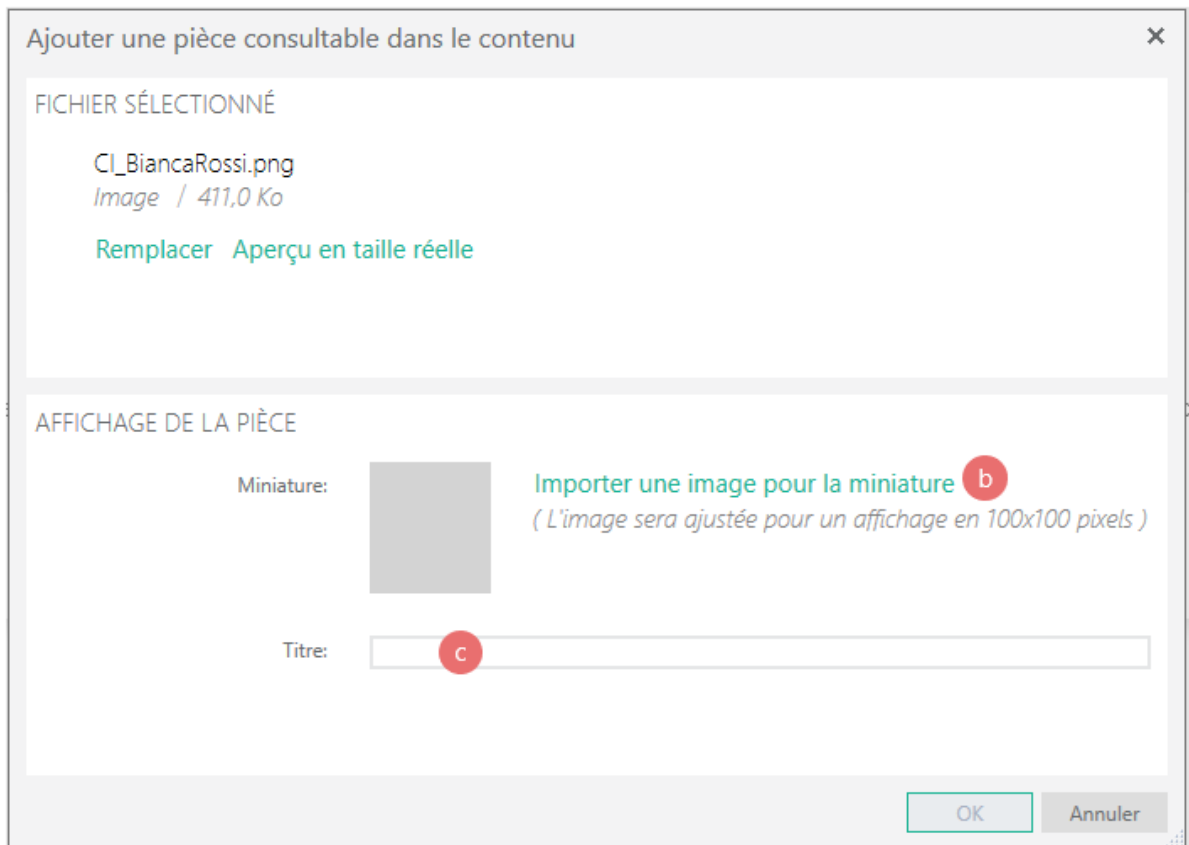 Ajouter une pièce consultable dans le contenu ×
FICHIER SÉLECTIONNÉ
CI_BiancaRossi.png
Image / 411,0 Ko
Remplacer Aperçu en taille réelle
AFFICHAGE DE LA PIÈCE
Miniature: Importer une image pour la miniature b
( L'image sera ajustée pour un affichage en 100x100 pixels )
Titre: c
OK Annuler